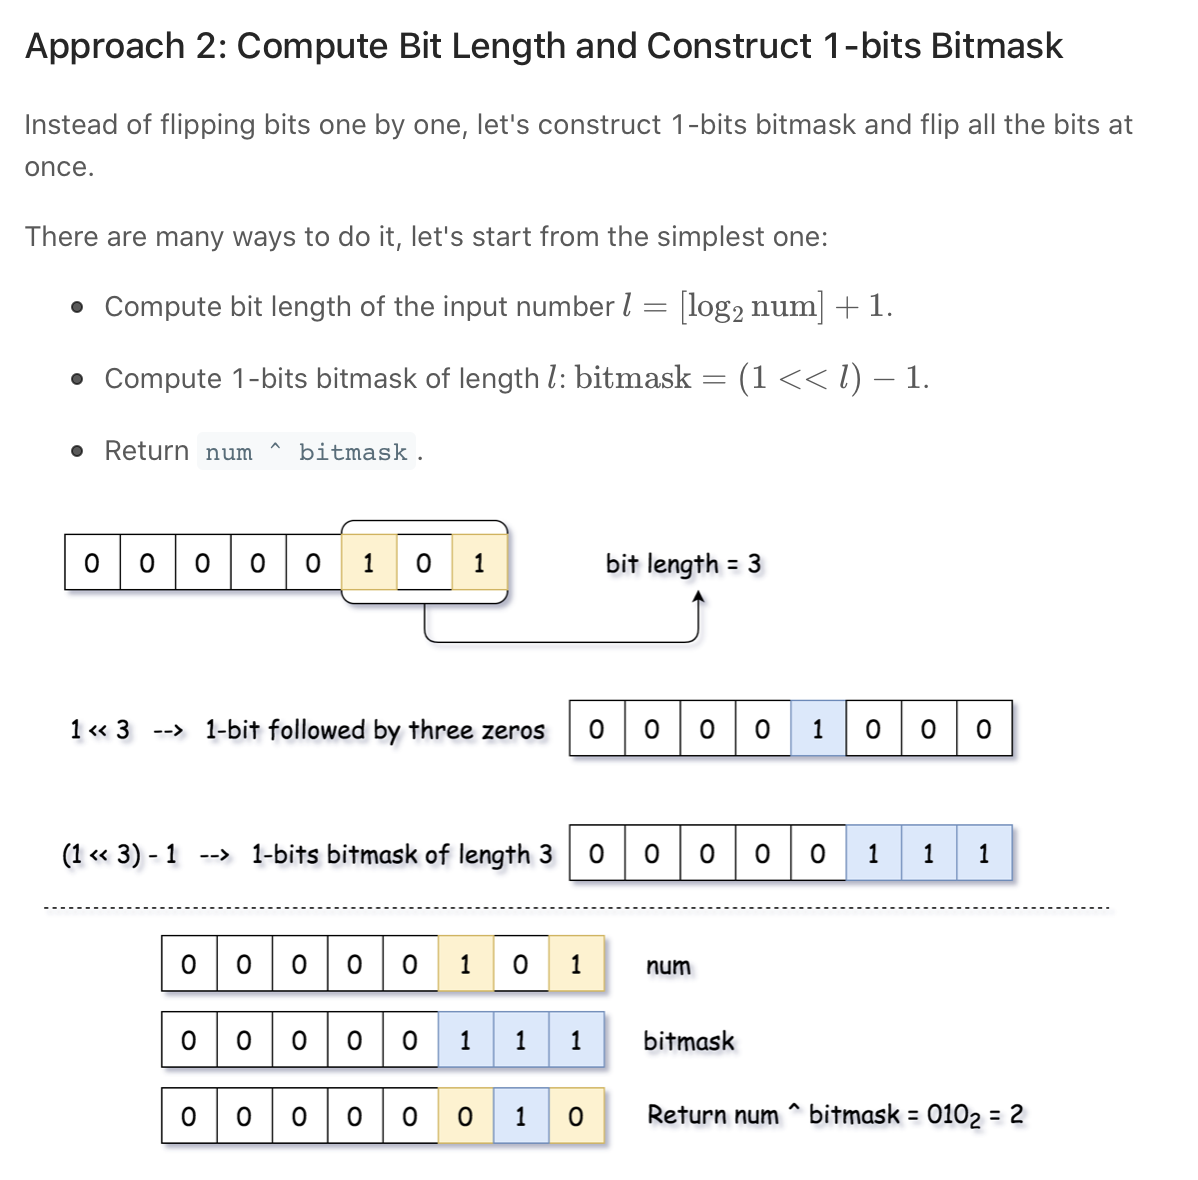 Approach 2: Compute Bit Length and Construct 1-bits Bitmask
Instead of flipping bits one by one, let's construct 1-bits bitmask and flip all the bits at
once.
There are many ways to do it, let's start from the simplest one:
• Compute bit length of the input number l = [log₂ num] + 1.
• Compute 1-bits bitmask of length l: bitmask = (1 << l) − 1.
• Return num ^ bitmask.
0 0 0 0 0 1 0 1 bit length = 3
1 << 3 --> 1-bit followed by three zeros 0 0 0 0 1 0 0 0
(1 << 3) - 1 --> 1-bits bitmask of length 3 0 0 0 0 0 1 1 1
0 0 0 0 0 1 0 1 num
0 0 0 0 0 1 1 1 bitmask
0 0 0 0 0 0 1 0 Return num ^ bitmask = 010₂ = 2